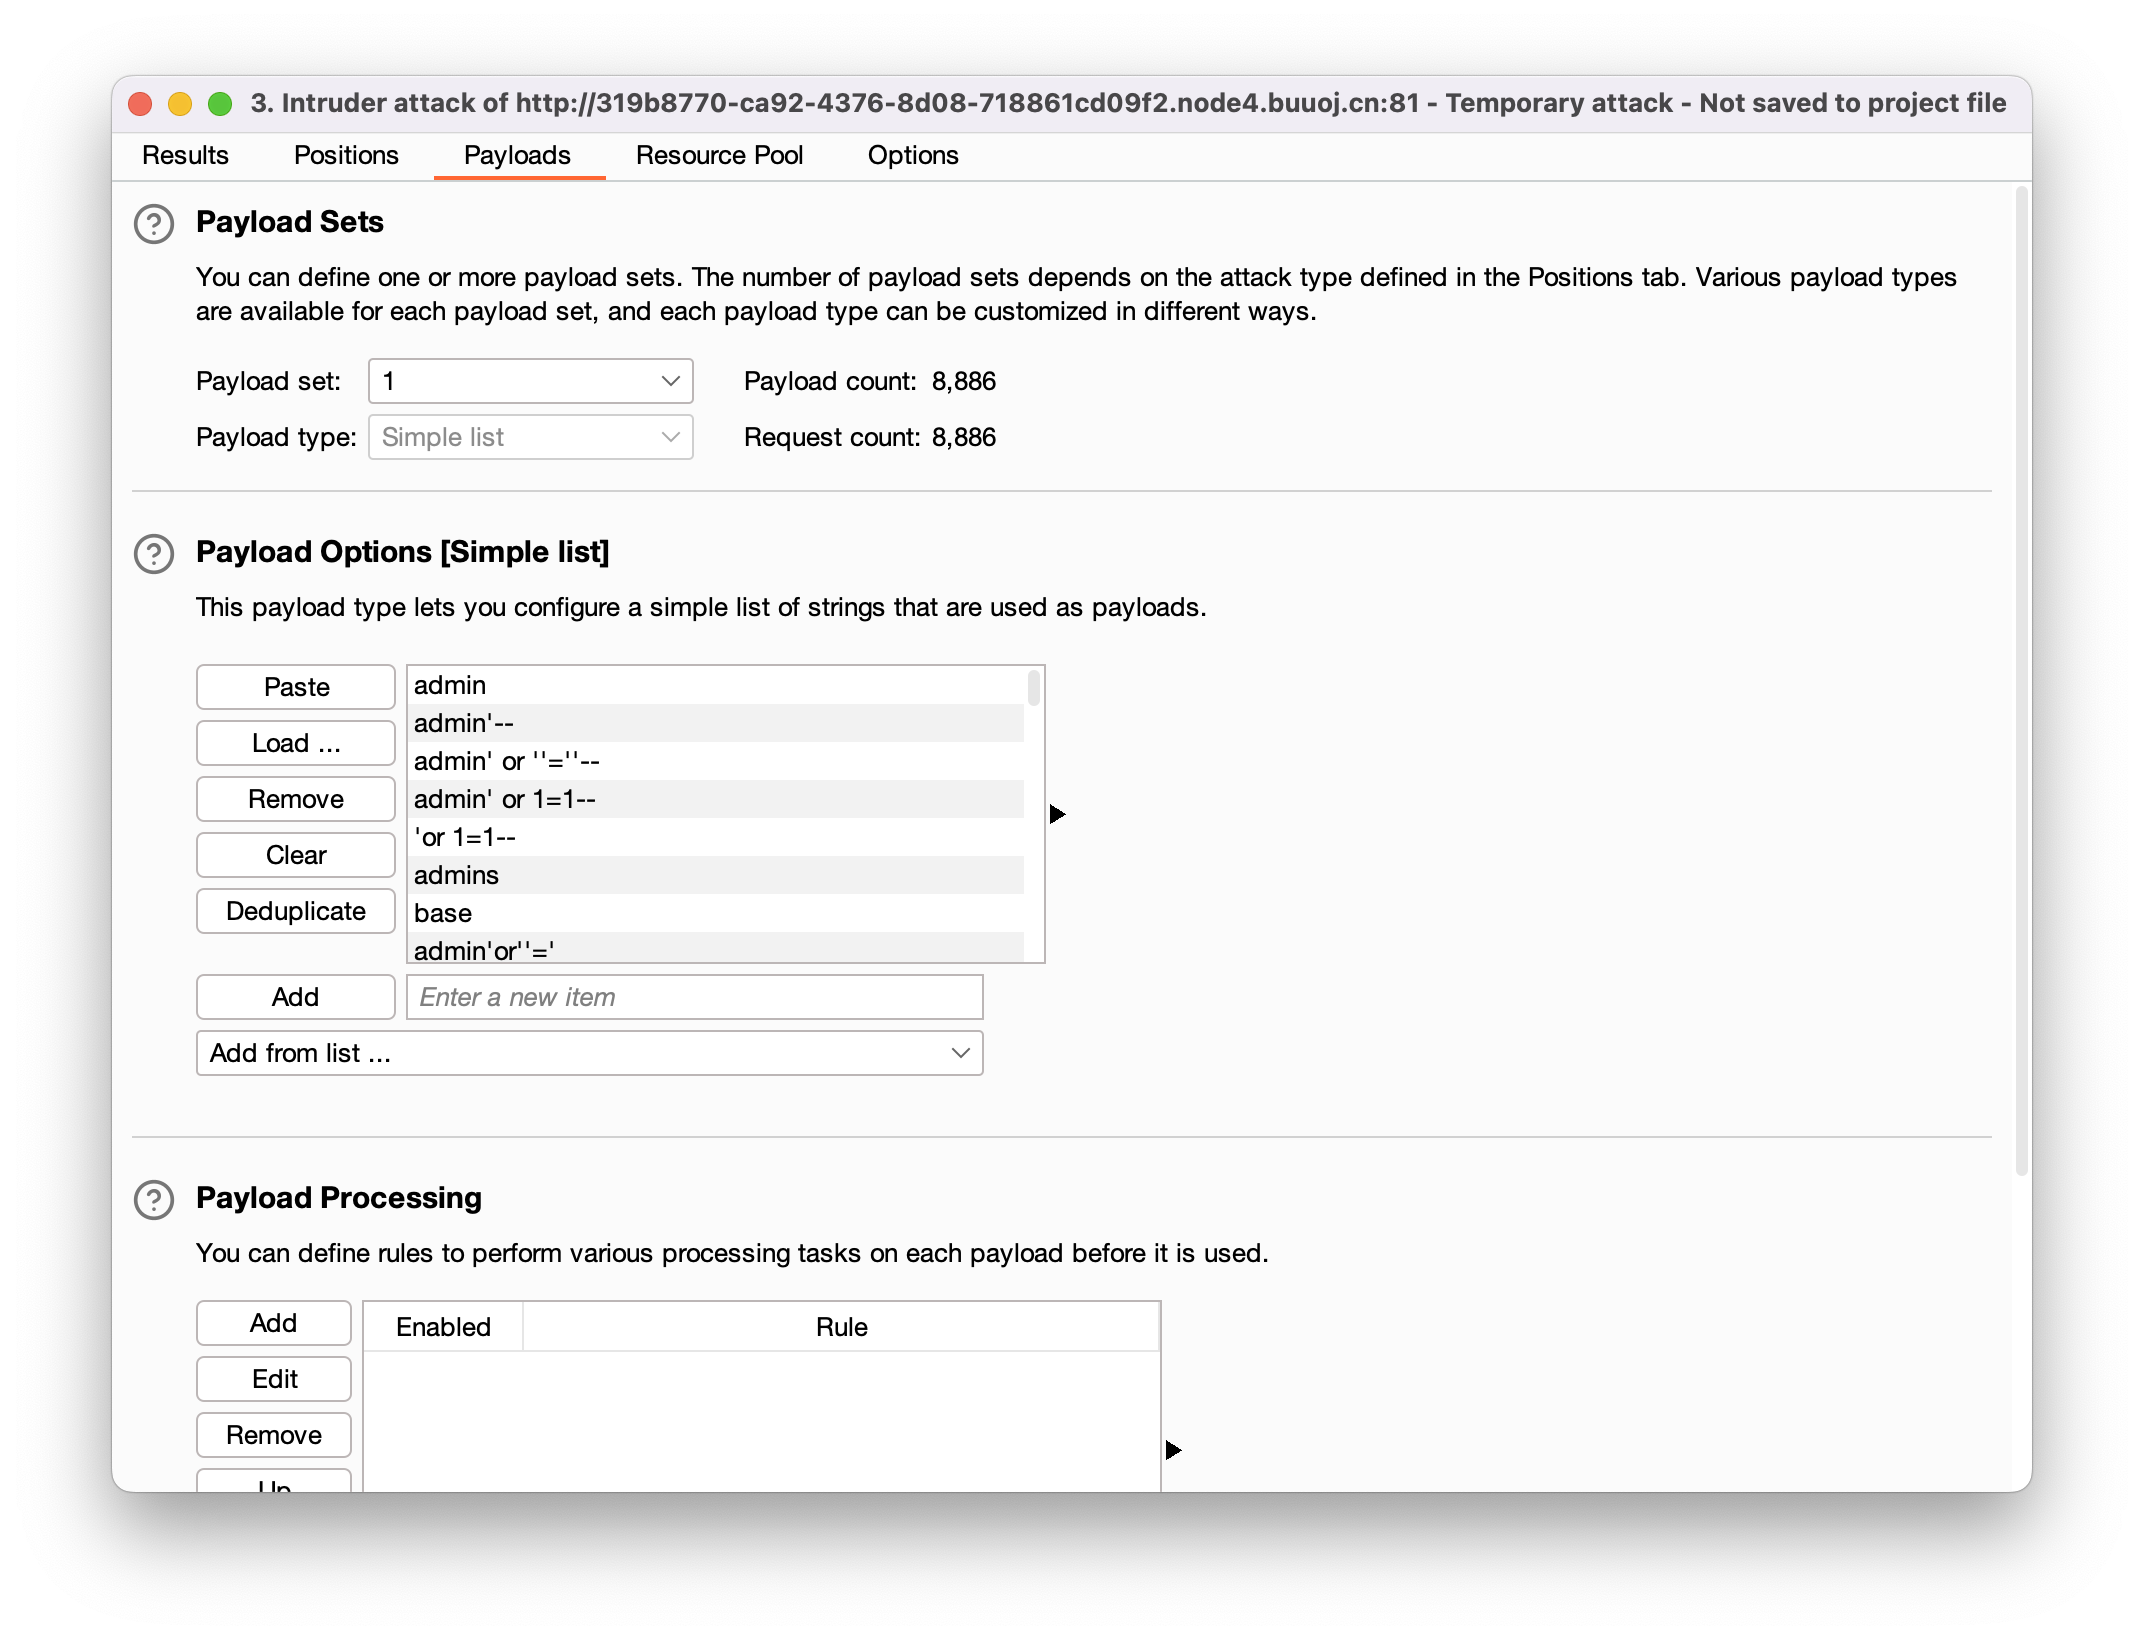 3. Intruder attack of http://319b8770-ca92-4376-8d08-718861cd09f2.node4.buuoj.cn:81 - Temporary attack - Not saved to project file
Results Positions Payloads Resource Pool Options
Payload Sets
You can define one or more payload sets. The number of payload sets depends on the attack type defined in the Positions tab. Various payload types
are available for each payload set, and each payload type can be customized in different ways.
Payload set: 1 Payload count: 8,886
Payload type: Simple list Request count: 8,886
Payload Options [Simple list]
This payload type lets you configure a simple list of strings that are used as payloads.
Paste
Load ...
Remove
Clear
Deduplicate
admin
admin'--
admin' or ''=''--
admin' or 1=1--
'or 1=1--
admins
base
admin'or''='
Add Enter a new item
Add from list ...
Payload Processing
You can define rules to perform various processing tasks on each payload before it is used.
Add
Edit
Remove
Up
Enabled Rule